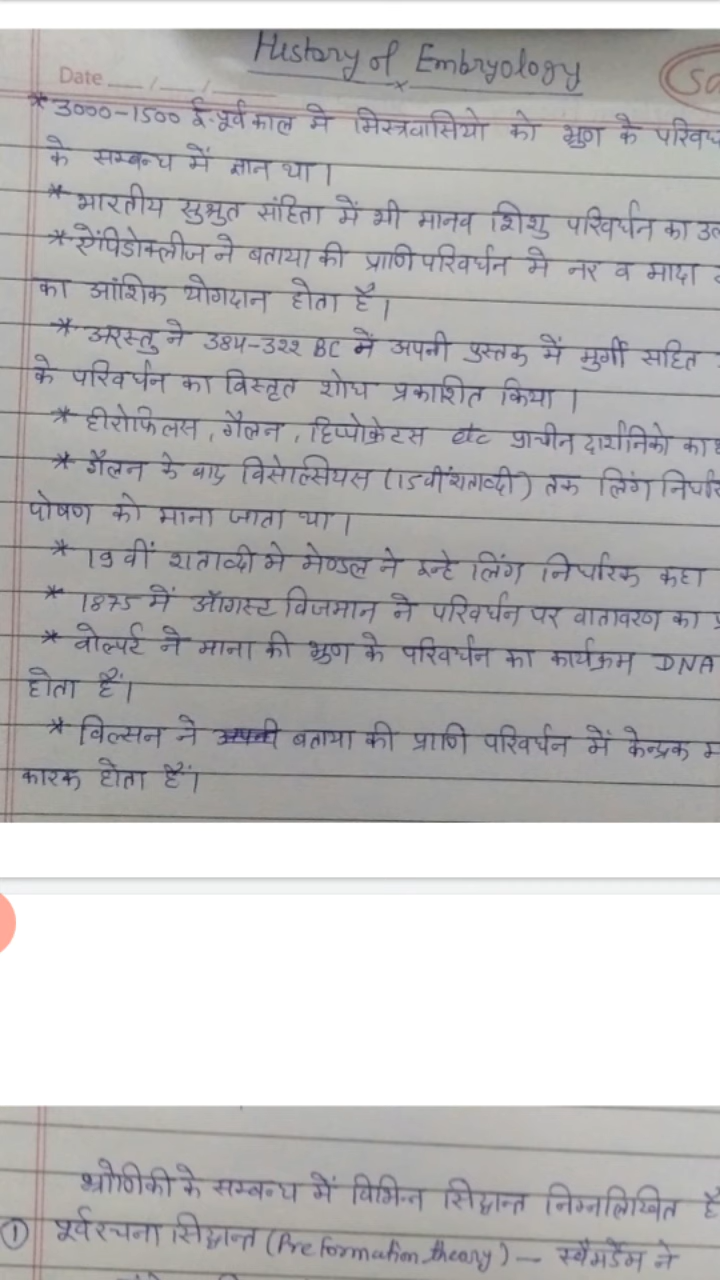 History of Embryology
Date
* 3000-1500 ई. पूर्व काल मे मिस्त्रवासियो को भ्रुण के
के सम्बन्ध में ज्ञान था।
* भारतीय सुश्रुत संहिता में भी मानव शिशु परिवर्धन का
* ऐंपिडोक्लीज ने बताया की प्राणि परिवर्धन मे नर व मादा
का आंशिक योगदान होता है।
* अरस्तु ने 384-322 BC में अपनी पुस्तक में मुर्गी सहित
के परिवर्धन का विस्तृत शोध प्रकाशित किया।
* हीरोफिलस, गैलन, हिप्पोक्रेटस etc प्राचीन दार्शनिको का
* गैलन के बाद विसेल्सियस (15वीं शताब्दी) तक लिंग
पोषण को माना जाता था।
* 19वीं शताब्दी मे मेण्डल ने इन्हे लिंग निर्धारक कहा
* 1875 में ऑगस्ट विजमान ने परिवर्धन पर वातावरण का
* वोल्पर्ट ने माना की भ्रुण के परिवर्धन का कार्यक्रम DNA
होता हैं।
* विल्सन ने बताया की प्राणि परिवर्धन में केन्द्रक
कारक होता हैं।
भ्रोणिकी के सम्बन्ध में विभिन्न सिद्वान्त निम्नलिखित
① पूर्वरचना सिद्वान्त (Preformation theory) - स्वैमर्डेम ने